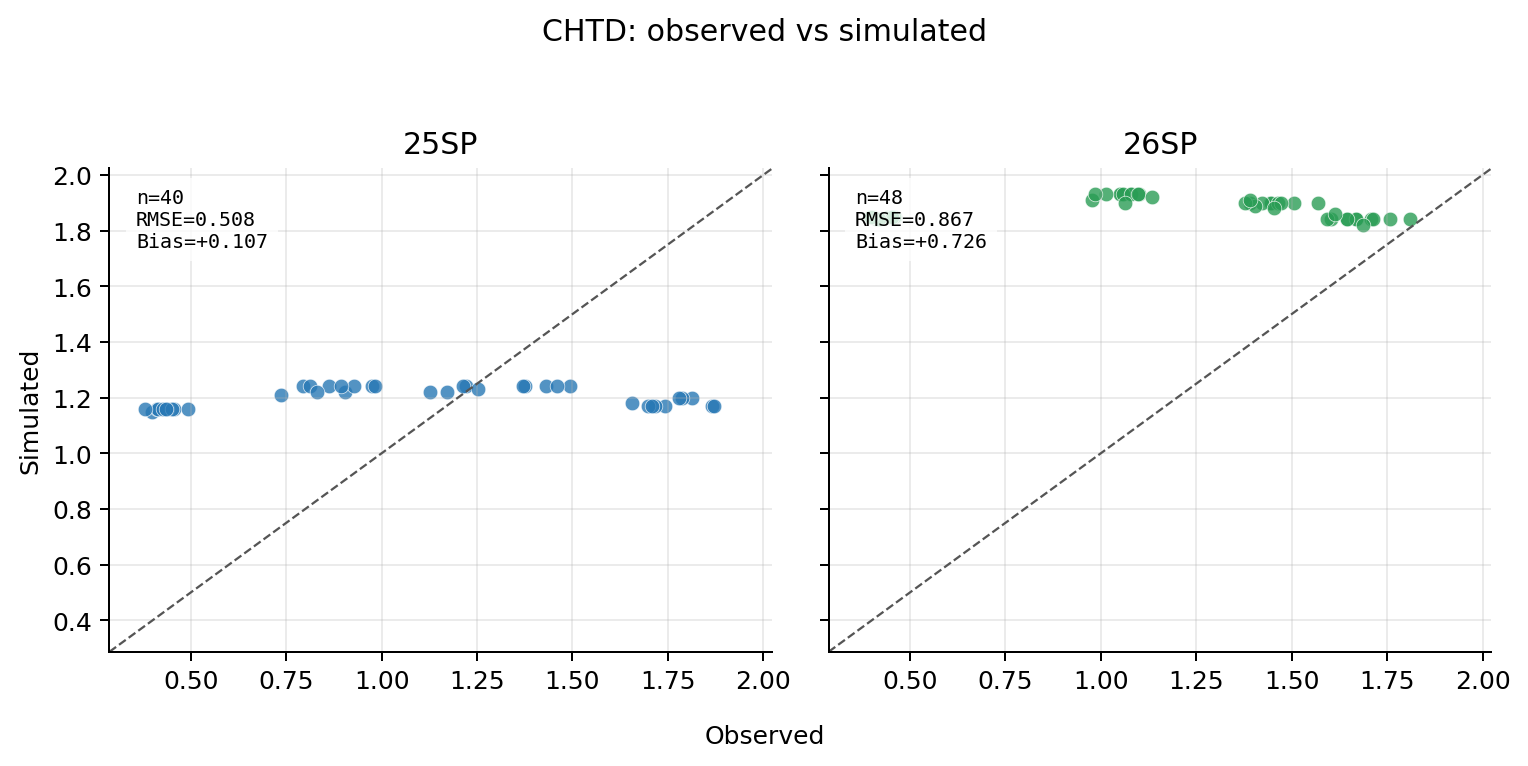 CHTD: observed vs simulated
25SP
26SP
n=40
RMSE=0.508
Bias=+0.107
n=48
RMSE=0.867
Bias=+0.726
Simulated
2.0
1.8
1.6
1.4
1.2
1.0
0.8
0.6
0.4
0.50 0.75 1.00 1.25 1.50 1.75 2.00
0.50 0.75 1.00 1.25 1.50 1.75 2.00
Observed